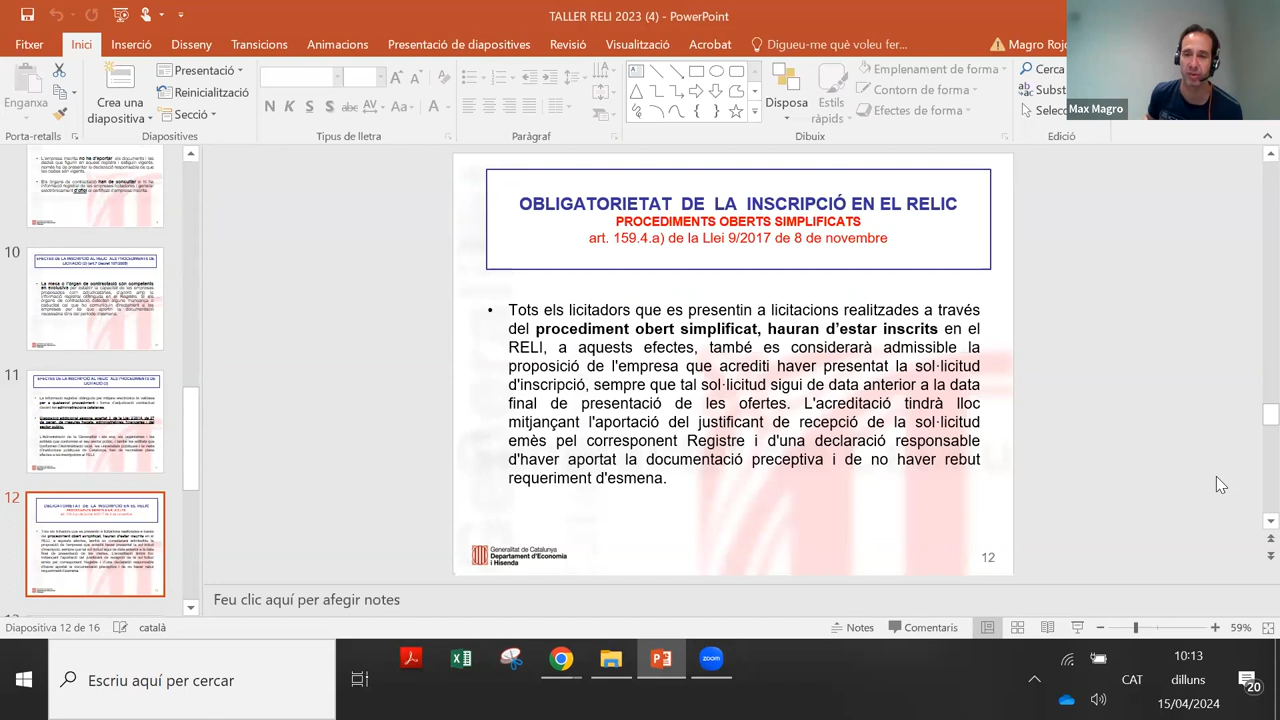 TALLER RELI 2023 (4) - PowerPoint
Fitxer Inici Inserció Disseny Transicions Animacions Presentació de diapositives Revisió Visualització Acrobat Digueu-me què voleu fer... Magro Roj
Enganxa
Porta-retalls
Crea una diapositiva
Presentació
Reinicialització
Secció
Diapositives
N K S S abc AV Aa A
Tipus de lletra
Paràgraf
Disposa
Estils ràpids
Emplenament de forma
Contorn de forma
Efectes de forma
Dibuix
Cerca
Subst
Selecc
Edició
Max Magro
10
11
12
OBLIGATORIETAT DE LA INSCRIPCIÓ EN EL RELIC
PROCEDIMENTS OBERTS SIMPLIFICATS
art. 159.4.a) de la Llei 9/2017 de 8 de novembre
• Tots els licitadors que es presentin a licitacions realitzades a través
del procediment obert simplificat, hauran d'estar inscrits en el
RELI, a aquests efectes, també es considerarà admissible la
proposició de l'empresa que acrediti haver presentat la sol·licitud
d'inscripció, sempre que tal sol·licitud sigui de data anterior a la data
final de presentació de les ofertes. L'acreditació tindrà lloc
mitjançant l'aportació del justificant de recepció de la sol·licitud
emès pel corresponent Registre i d'una declaració responsable
d'haver aportat la documentació preceptiva i de no haver rebut
requeriment d'esmena.
Generalitat de Catalunya
Departament d'Economia
i Hisenda
12
Feu clic aquí per afegir notes
Diapositiva 12 de 16 català Notes Comentaris 59%
Escriu aquí per cercar
zoom
CAT
10:13
dilluns
15/04/2024
20